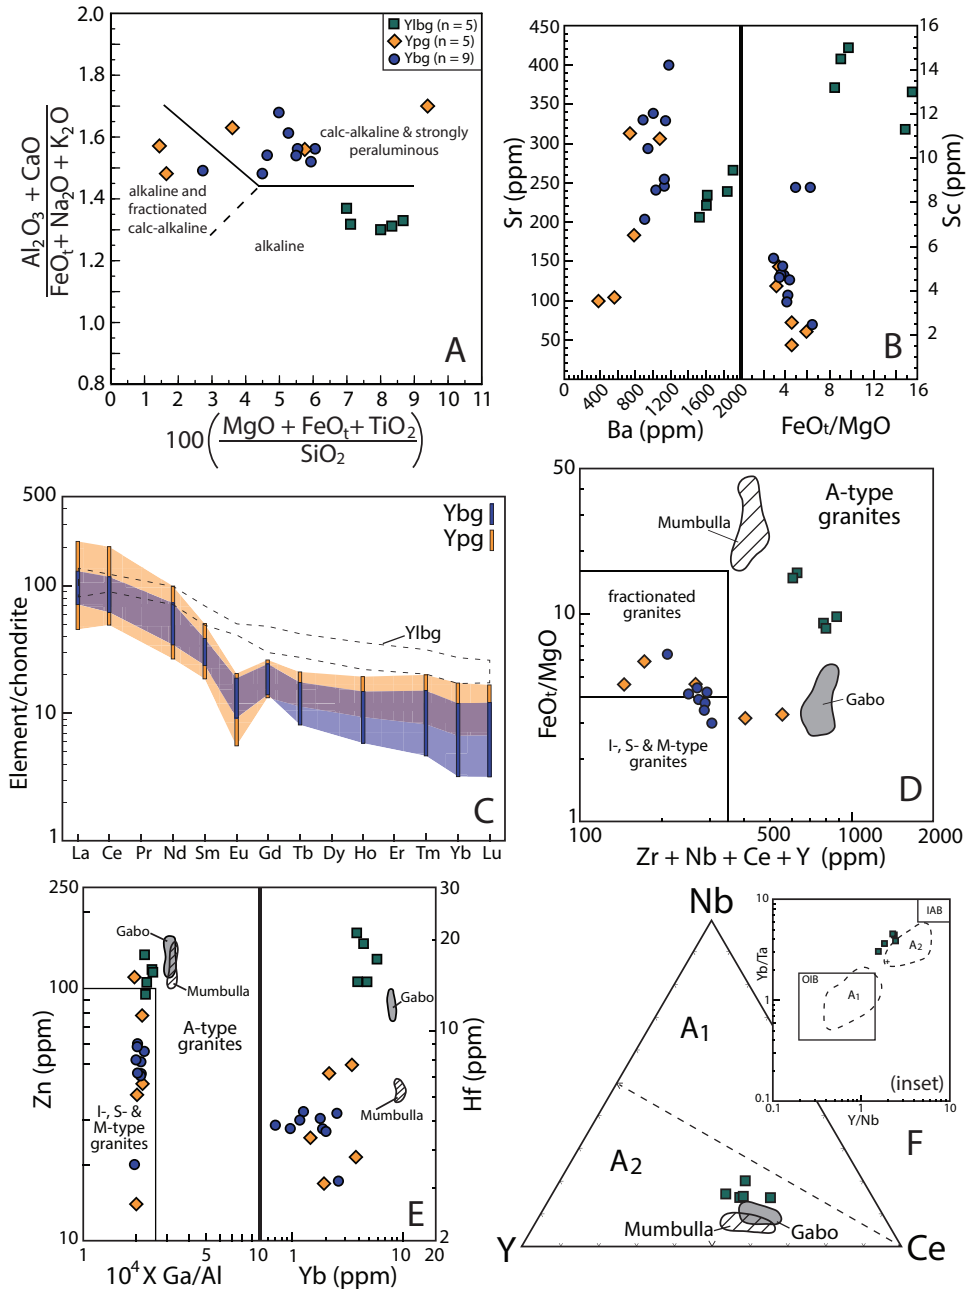 2.0
1.8
1.6
1.4
1.2
1.0
0.8
Al2O3 + CaO
FeOt + Na2O + K2O
Ylbg (n = 5)
Ypg (n = 5)
Ybg (n = 9)
calc-alkaline & strongly
peraluminous
alkaline and
fractionated
calc-alkaline
alkaline
A
0 1 2 3 4 5 6 7 8 9 10 11
100 (MgO + FeOt + TiO2
SiO2)
450
400
350
300
250
200
150
100
50
Sr (ppm)
16
14
12
10
8
6
4
2
Sc (ppm)
B
0 400 800 1200 1600 2000
4 8 12 16
Ba (ppm)
FeOt/MgO
500
100
10
1
Element/chondrite
Ybg
Ypg
Ylbg
C
La Ce Pr Nd Sm Eu Gd Tb Dy Ho Er Tm Yb Lu
50
10
1
FeOt/MgO
A-type
granites
Mumbulla
fractionated
granites
Gabo
I-, S- & M-type
granites
D
100 500 1000 2000
Zr + Nb + Ce + Y (ppm)
250
100
10
Zn (ppm)
Gabo
Mumbulla
A-type
granites
I-, S- &
M-type
granites
30
20
10
2
Hf (ppm)
Gabo
Mumbulla
E
1 5 10
1 10 20
10^4 X Ga/Al
Yb (ppm)
Nb
A1
A2
Mumbulla
Gabo
Y
Ce
F
10
1
0.1
Yb/Ta
IAB
A2
OIB
A1
(inset)
0.1 1 10
Y/Nb